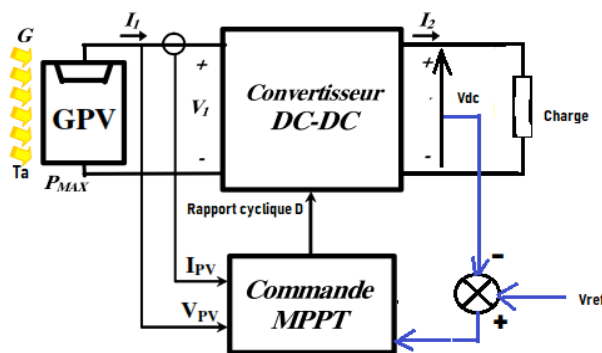 G
I1
I2
+
+
GPV
V1
Convertisseur
DC-DC
Vdc
Charge
-
-
Ta
PMAX
Rapport cyclique D
IPV
Commande
MPPT
VPV
-
+
Vref